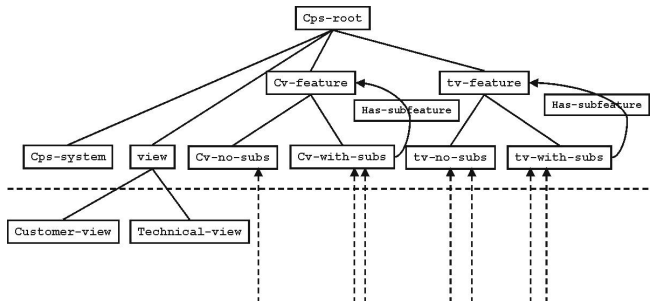 Cps-root
Cv-feature
tv-feature
Has-subfeature
Has-subfeature
Cps-system
view
Cv-no-subs
Cv-with-subs
tv-no-subs
tv-with-subs
Customer-view
Technical-view